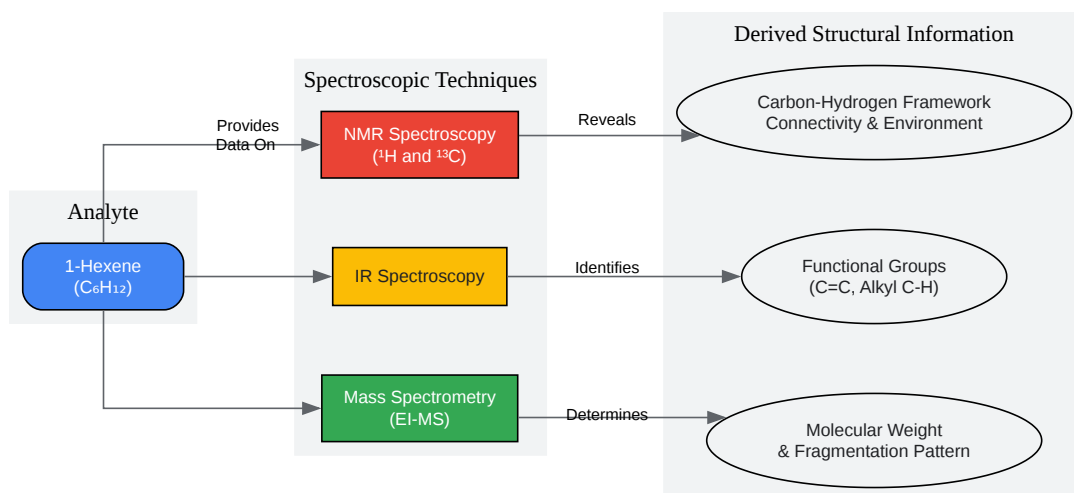 Derived Structural Information
Spectroscopic Techniques
Carbon-Hydrogen Framework
Connectivity & Environment
Provides
Data On
NMR Spectroscopy
(¹H and ¹³C)
Reveals
Analyte
1-Hexene
(C₆H₁₂)
IR Spectroscopy
Identifies
Functional Groups
(C=C, Alkyl C-H)
Mass Spectrometry
(EI-MS)
Determines
Molecular Weight
& Fragmentation Pattern